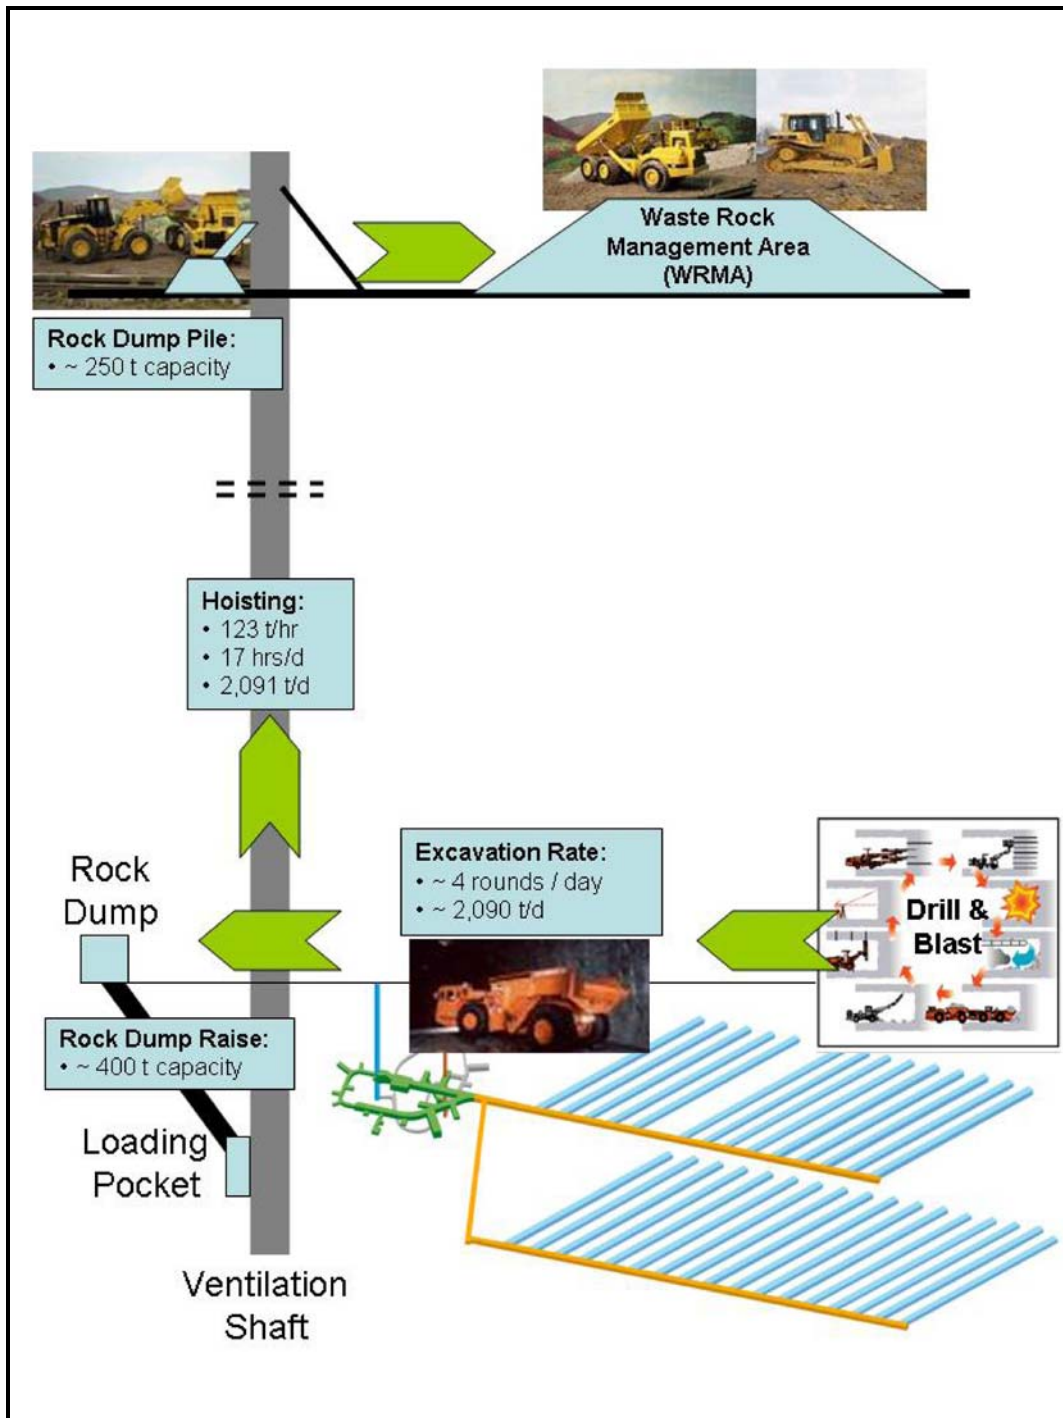 Waste Rock
Management Area
(WRMA)
Rock Dump Pile:
• ~ 250 t capacity
Hoisting:
• 123 t/hr
• 17 hrs/d
• 2,091 t/d
Excavation Rate:
• ~ 4 rounds / day
• ~ 2,090 t/d
Drill &
Blast
Rock
Dump
Rock Dump Raise:
• ~ 400 t capacity
Loading
Pocket
Ventilation
Shaft